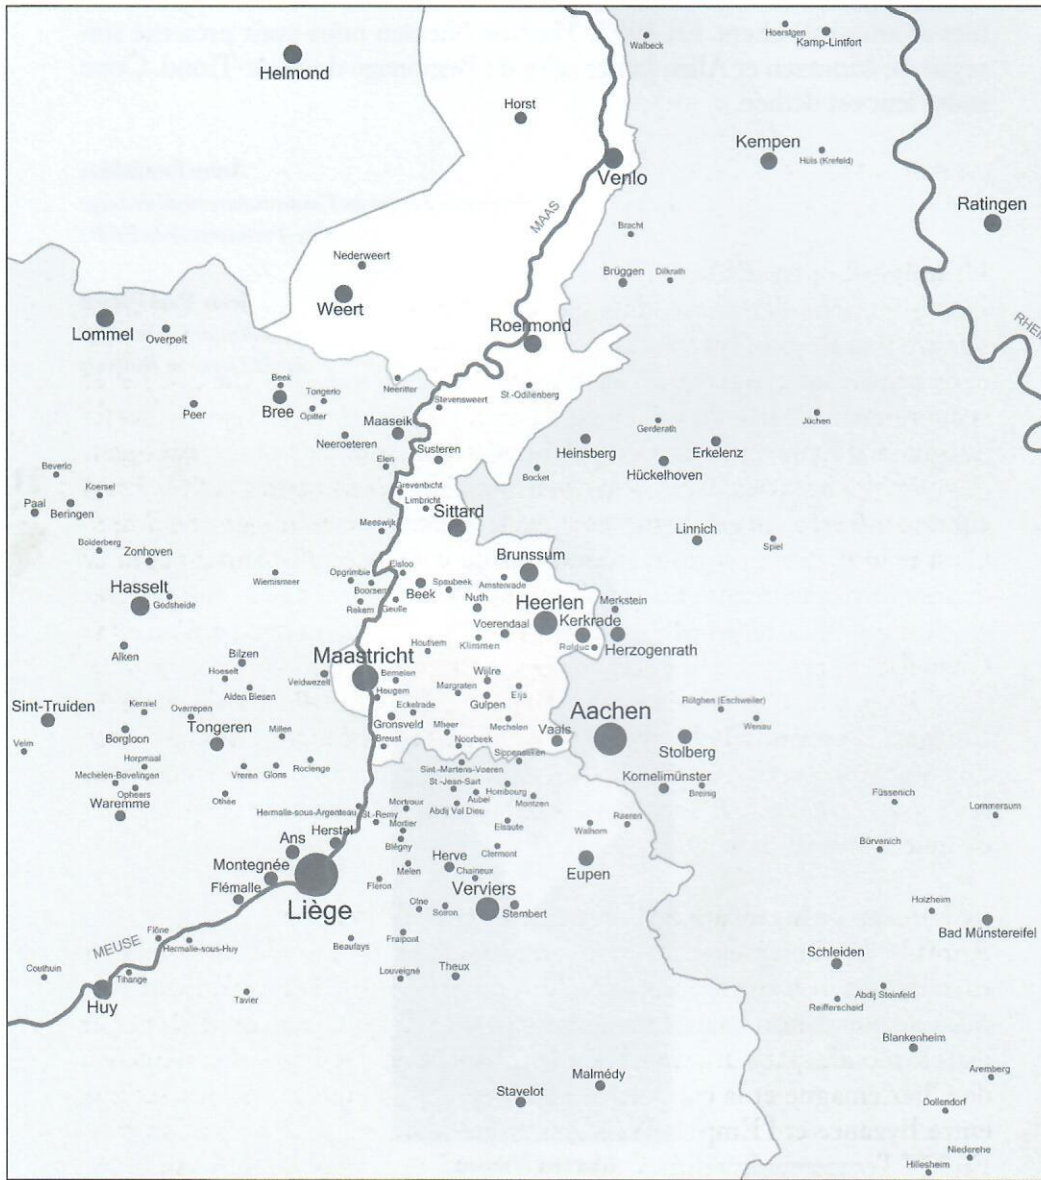 Walbeck
Hoerstgen
Kamp-Lintfort
Helmond
Horst
Kempen
Hüls (Krefeld)
Venlo
MAAS
Ratingen
Bracht
Nederweert
Brüggen
Dilkrath
Weert
Lommel
Overpelt
Roermond
RHEIN
Beek
Tongerlo
Neeritter
St.-Odiliënberg
Bree
Opitter
Stevensweert
Peer
Maaseik
Gerderath
Jüchen
Neeroeteren
Susteren
Heinsberg
Erkelenz
Elen
Bocket
Hückelhoven
Beverlo
Koersel
Grevenbicht
Limbricht
Paal
Beringen
Meeswijk
Sittard
Linnich
Spiel
Bolderberg
Zonhoven
Brunssum
Wiemismeer
Opgrimbie
Elsloo
Boorsem
Beek
Spaubeek
Amstenrade
Hasselt
Godsheide
Rekem
Geulle
Nuth
Heerlen
Merkstein
Voerendaal
Kerkrade
Alken
Houthem
Klimmen
Rolduc
Herzogenrath
Bilzen
Maastricht
Hoeselt
Veldwezelt
Bemelen
Wijlre
Alden Biesen
Heugem
Margraten
Eijs
Gulpen
Röhtgen (Eschweiler)
Sint-Truiden
Kerniel
Overrepen
Eckelrade
Gronsveld
Mheer
Mechelen
Aachen
Wenau
Borgloon
Tongeren
Millen
Breust
Noorbeek
Vaals
Stolberg
Velm
Sippenaeken
Horpmaal
Sint.-Martens-Voeren
Kornelimünster
Mechelen-Bovelingen
Vreren
Glons
Roclenge
St.-Jean-Sart
Hombourg
Breinig
Opheers
Othée
Aubel
Montzen
Füssenich
Waremme
Hermalle-sous-Argenteau
Mortroux
Abdij Val Dieu
Lommersum
St.-Remy
Mortier
Elsaute
Walhorn
Raeren
Ans
Herstal
Blégny
Clermont
Bürvenich
Montegnée
Melen
Herve
Eupen
Flémalle
Liège
Fléron
Chaineux
Verviers
Holzheim
Olne
Soiron
Stembert
Bad Münstereifel
MEUSE
Flône
Hermalle-sous-Huy
Beaufays
Fraipont
Schleiden
Couthuin
Tihange
Louveigné
Theux
Huy
Tavier
Abdij Steinfeld
Reifferscheid
Blankenheim
Malmédy
Aremberg
Stavelot
Dollendorf
Niederehe
Hillesheim